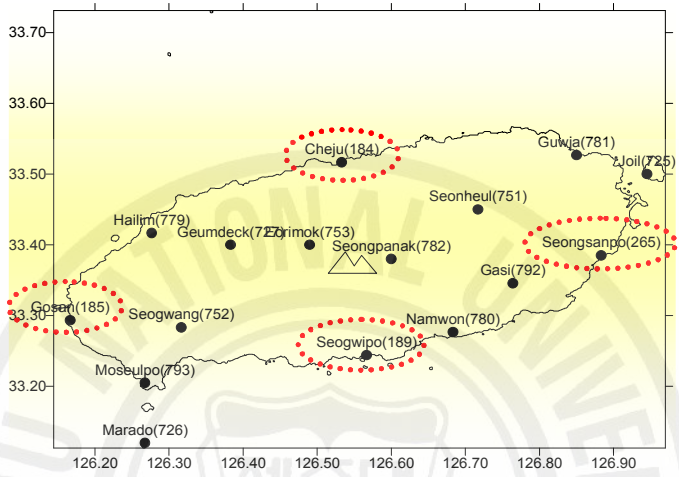 33.70
33.60
33.50
33.40
33.30
33.20
Cheju(184)
Guwja(781)
Joil(725)
Seonheul(751)
Hailim(779)
Geumdeck(727)
Eorimok(753)
Seongpanak(782)
Seongsanpo(265)
Gasi(792)
Gosan(185)
Seogwang(752)
Namwon(780)
Seogwipo(189)
Moseulpo(793)
Marado(726)
126.20 126.30 126.40 126.50 126.60 126.70 126.80 126.90